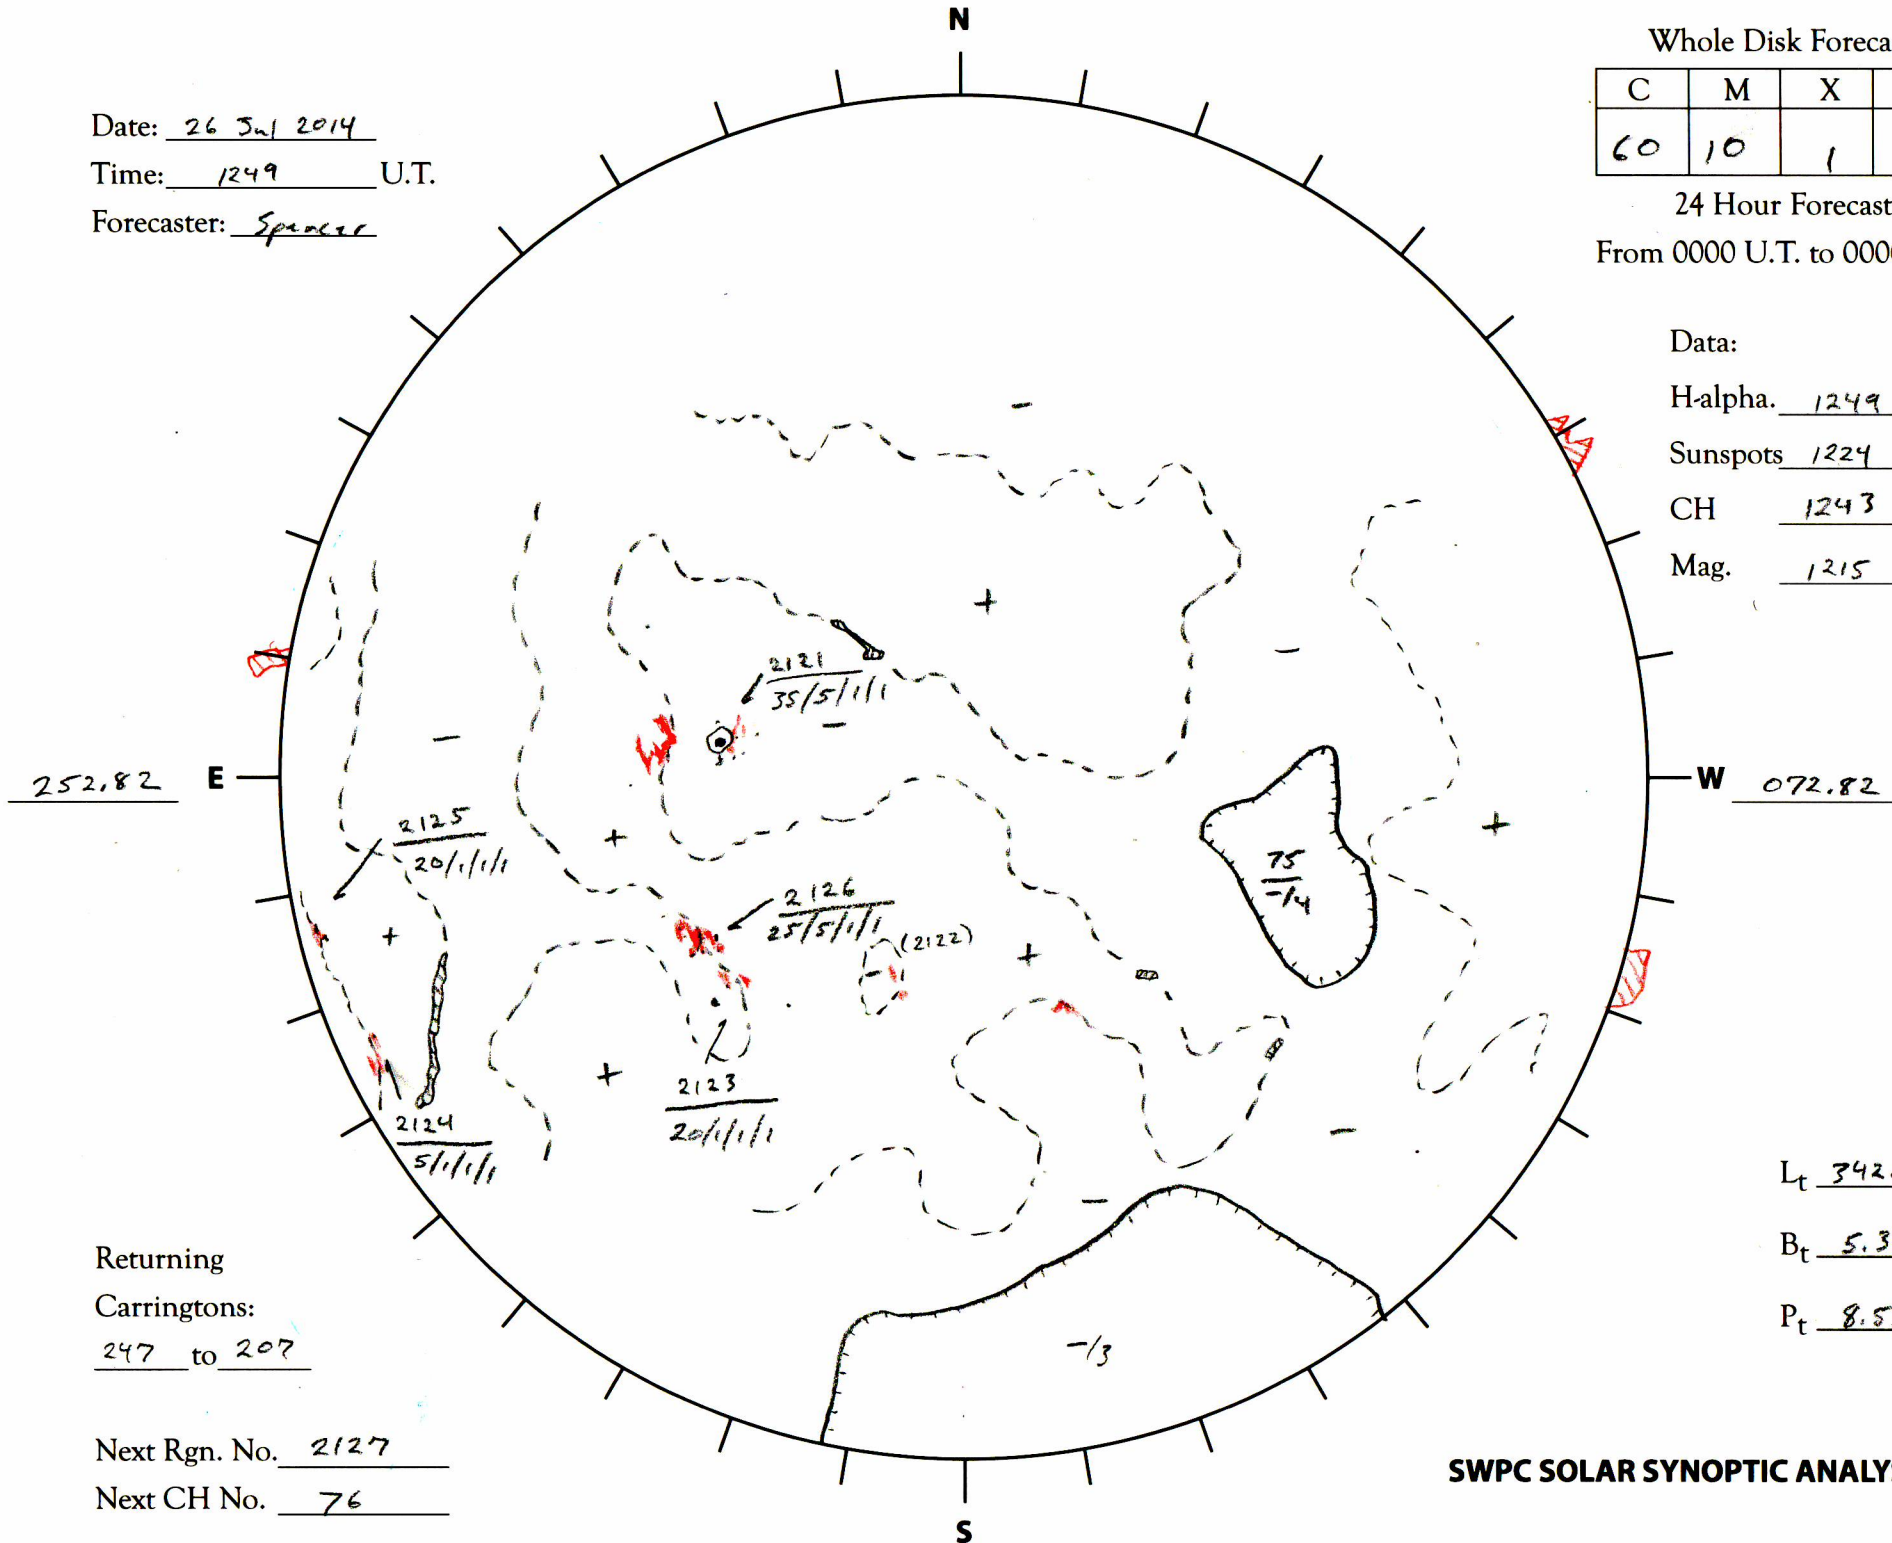 N
Whole Disk Foreca
C M X
60 10 1
24 Hour Forecast
From 0000 U.T. to 000
Date: 26 Jul 2014
Time: 1249 U.T.
Forecaster: Spencer
Data:
H-alpha. 1249
Sunspots 1224
CH 1243
Mag. 1215
2121
35/5/1/1
252.82 E
W 072.82
2125
20/1/1/1
75
-/4
2126
25/5/1/1
(2122)
2
2123
20/1/1/1
2124
5/1/1/1
Lt 342.
Bt 5.3
Pt 8.5
Returning
Carringtons:
247 to 207
-/3
Next Rgn. No. 2127
Next CH No. 76
SWPC SOLAR SYNOPTIC ANALY
S